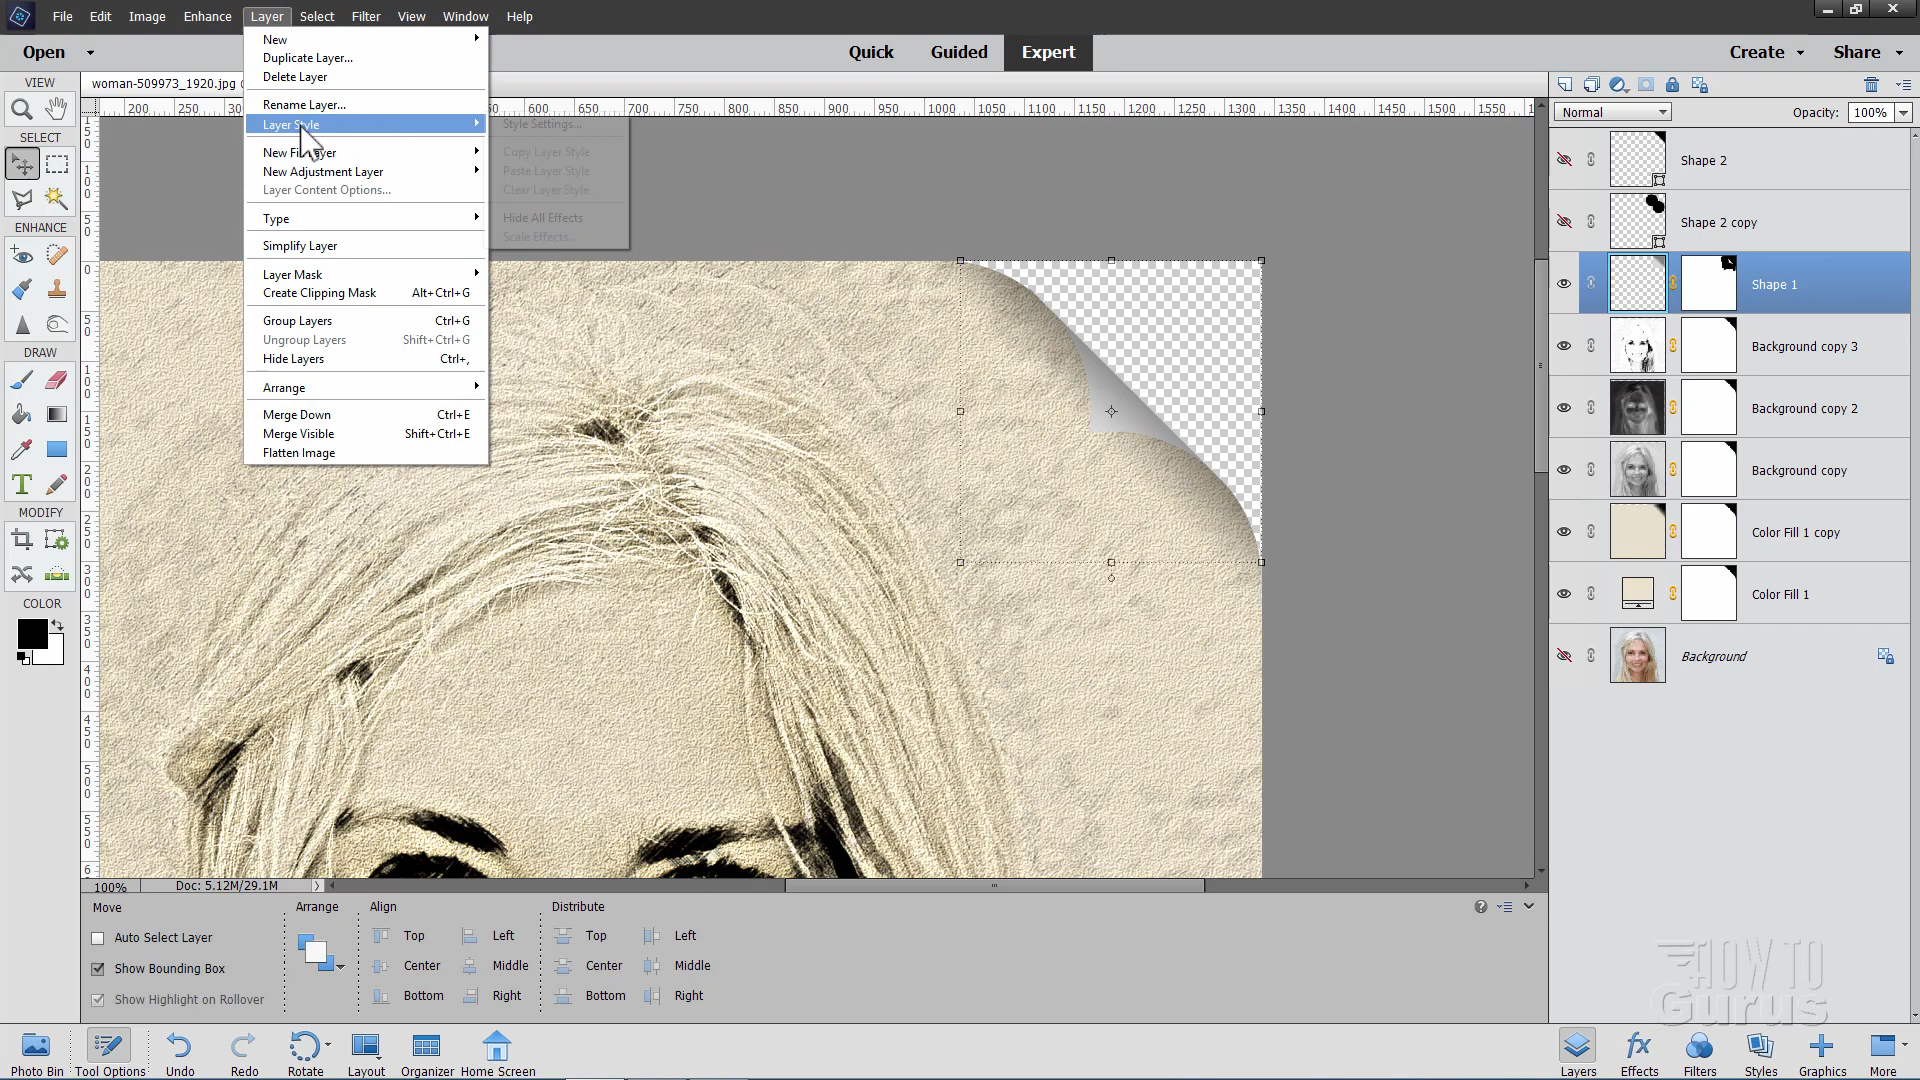 File Edit Image Enhance Layer Select Filter View Window Help
Open Quick Guided Expert Create Share
VIEW
SELECT
ENHANCE
DRAW
MODIFY
COLOR
woman-509973_1920.jpg
New
Duplicate Layer...
Delete Layer
Rename Layer...
Layer Style
New Fill Layer
New Adjustment Layer
Layer Content Options...
Type
Simplify Layer
Layer Mask
Create Clipping Mask Alt+Ctrl+G
Group Layers Ctrl+G
Ungroup Layers Shift+Ctrl+G
Hide Layers Ctrl+,
Arrange
Merge Down Ctrl+E
Merge Visible Shift+Ctrl+E
Flatten Image
Style Settings...
Copy Layer Style
Paste Layer Style
Clear Layer Style
Hide All Effects
Scale Effects...
200 250 600 650 700 750 800 850 900 950 1000 1050 1100 1150 1200 1250 1300 1350 1400 1450 1500 1550
Normal Opacity: 100%
Shape 2
Shape 2 copy
Shape 1
Background copy 3
Background copy 2
Background copy
Color Fill 1 copy
Color Fill 1
Background
100% Doc: 5.12M/29.1M
Move Arrange Align Distribute
Auto Select Layer Top Left Top Left
Show Bounding Box Center Middle Center Middle
Show Highlight on Rollover Bottom Right Bottom Right
HOW TO
Gurus
Photo Bin Tool Options Undo Redo Rotate Layout Organizer Home Screen Layers Effects Filters Styles Graphics More